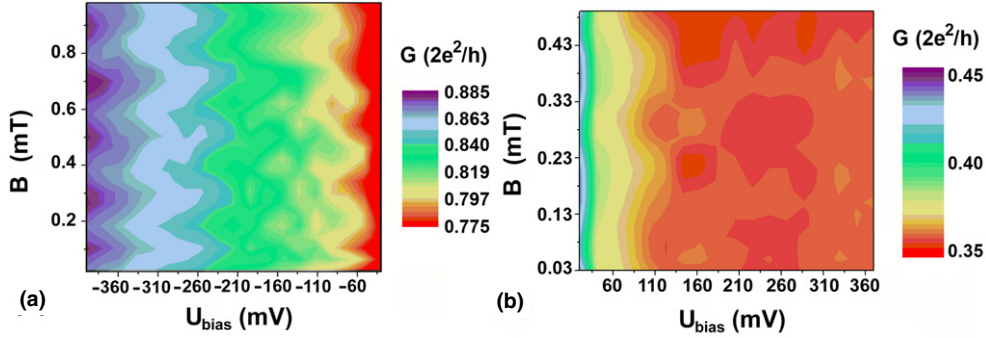 B (mT)
0.8
0.6
0.4
0.2
−360 −310 −260 −210 −160 −110 −60
U_bias (mV)
(a)
G (2e²/h)
0.885
0.863
0.840
0.819
0.797
0.775
B (mT)
0.43
0.33
0.23
0.13
0.03
60 110 160 210 260 310 360
U_bias (mV)
(b)
G (2e²/h)
0.45
0.40
0.35